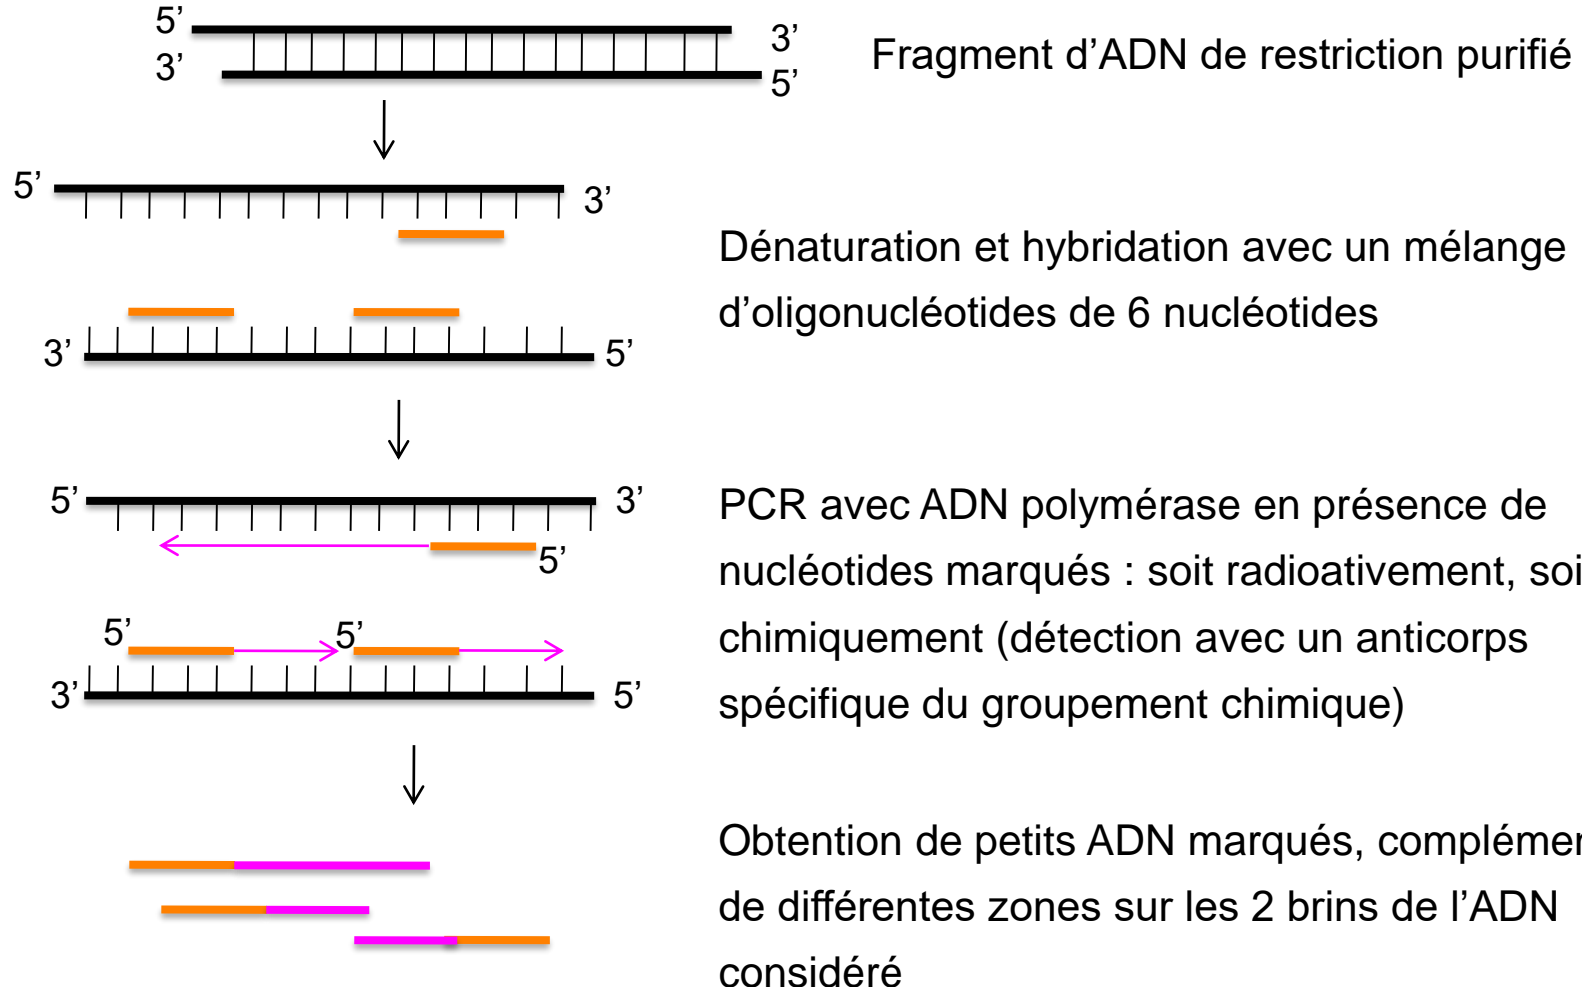 5’
3’
3’
5’
Fragment d’ADN de restriction purifié
5’
3’
3’
5’
Dénaturation et hybridation avec un mélange
d’oligonucléotides de 6 nucléotides
5’
3’
5’
5’
5’
3’
5’
PCR avec ADN polymérase en présence de
nucléotides marqués : soit radioativement, soi
chimiquement (détection avec un anticorps
spécifique du groupement chimique)
Obtention de petits ADN marqués, complémen
de différentes zones sur les 2 brins de l’ADN
considéré